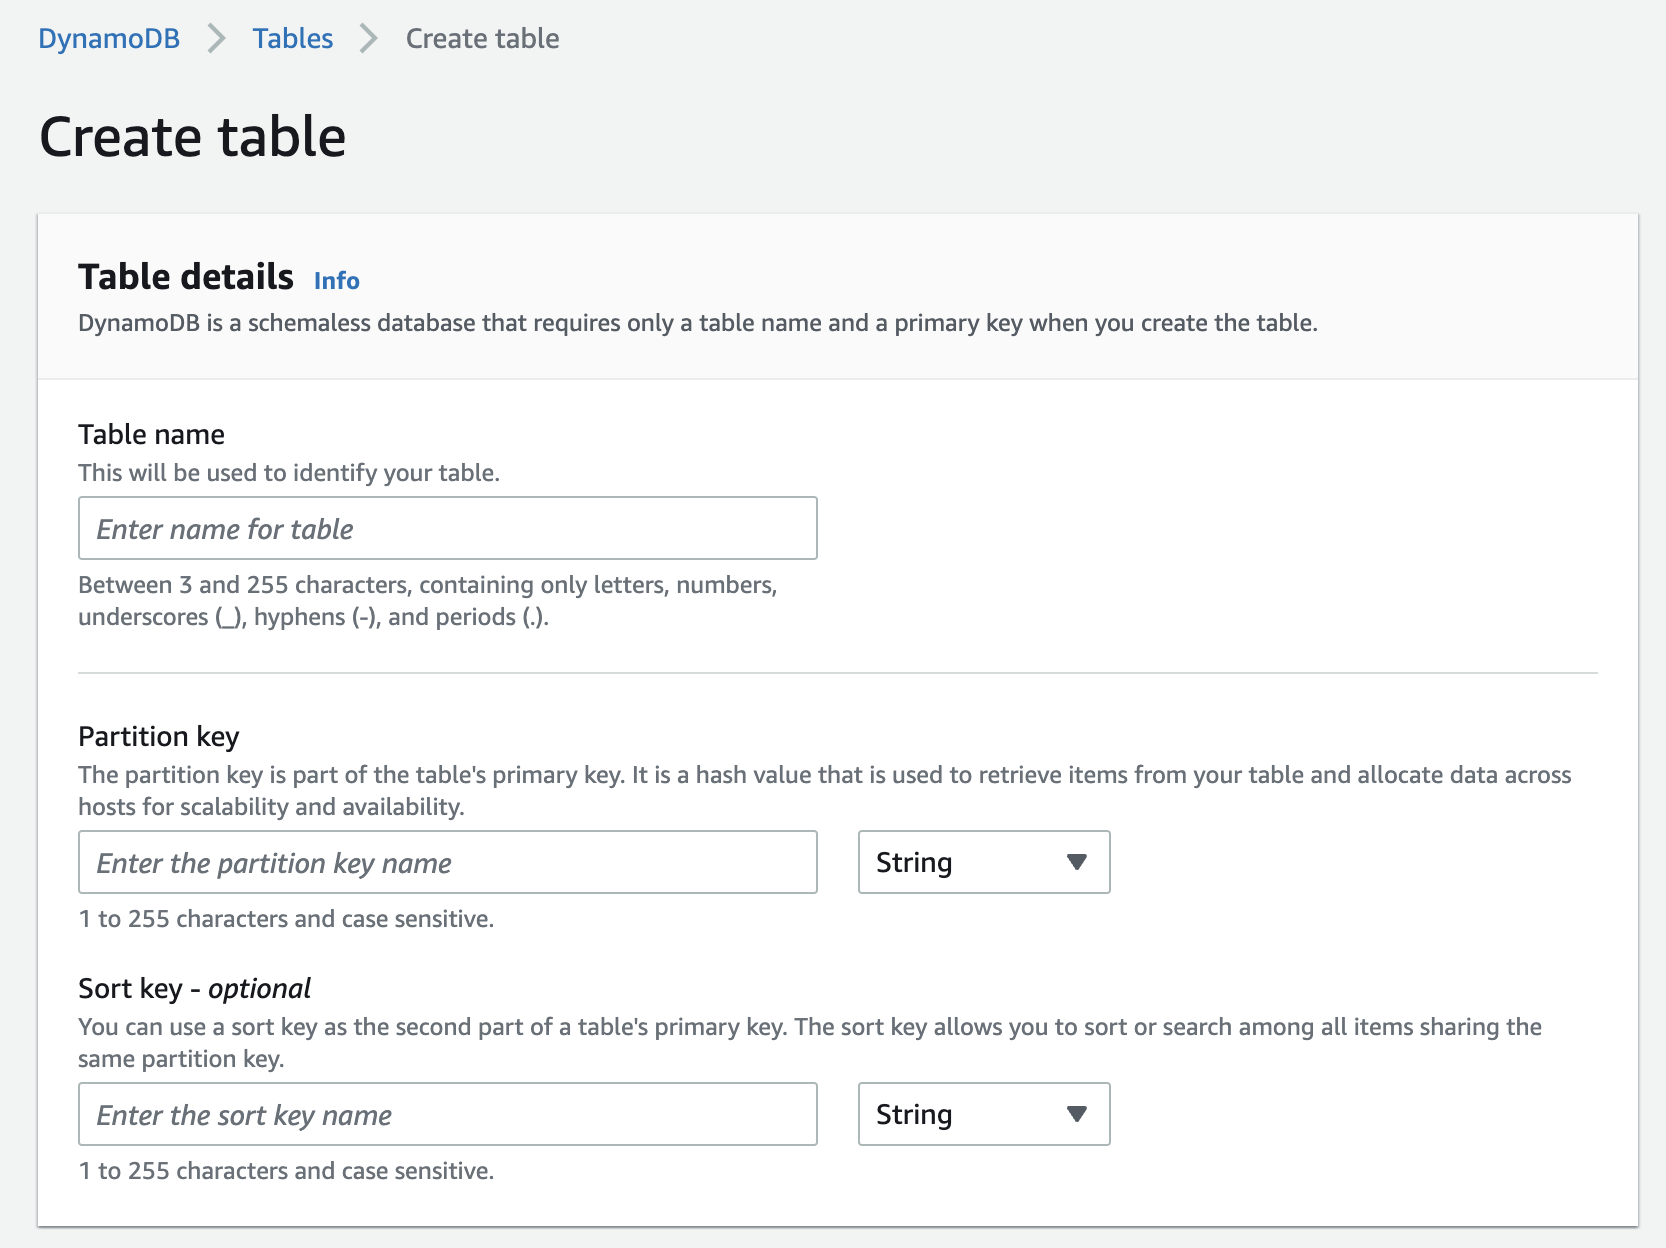 DynamoDB > Tables > Create table
Create table
Table details Info
DynamoDB is a schemaless database that requires only a table name and a primary key when you create the table.
Table name
This will be used to identify your table.
Enter name for table
Between 3 and 255 characters, containing only letters, numbers,
underscores (_), hyphens (-), and periods (.).
Partition key
The partition key is part of the table's primary key. It is a hash value that is used to retrieve items from your table and allocate data across
hosts for scalability and availability.
Enter the partition key name String
1 to 255 characters and case sensitive.
Sort key - optional
You can use a sort key as the second part of a table's primary key. The sort key allows you to sort or search among all items sharing the
same partition key.
Enter the sort key name String
1 to 255 characters and case sensitive.